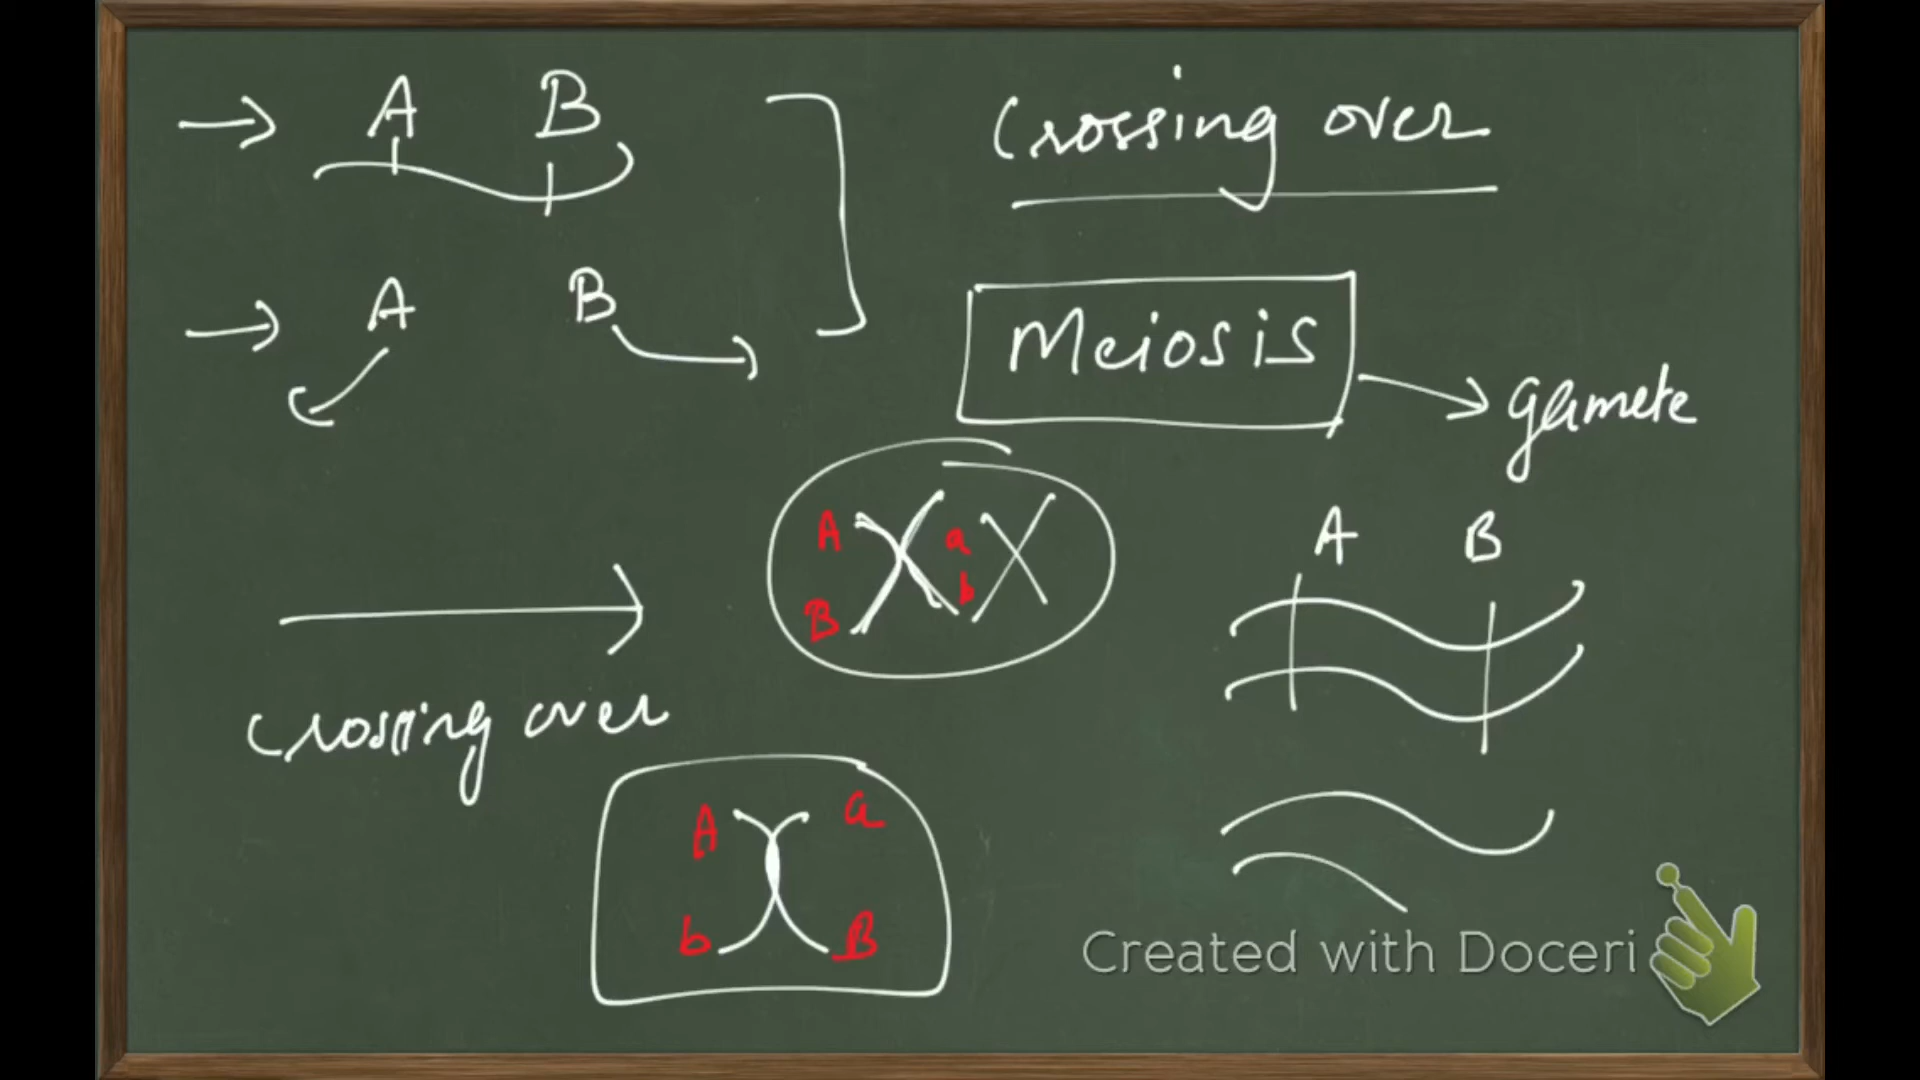 A B
Crossing over
A B
Meiosis
gamete
A a
B b
A B
Crossing over
A a
b B
Created with Doceri